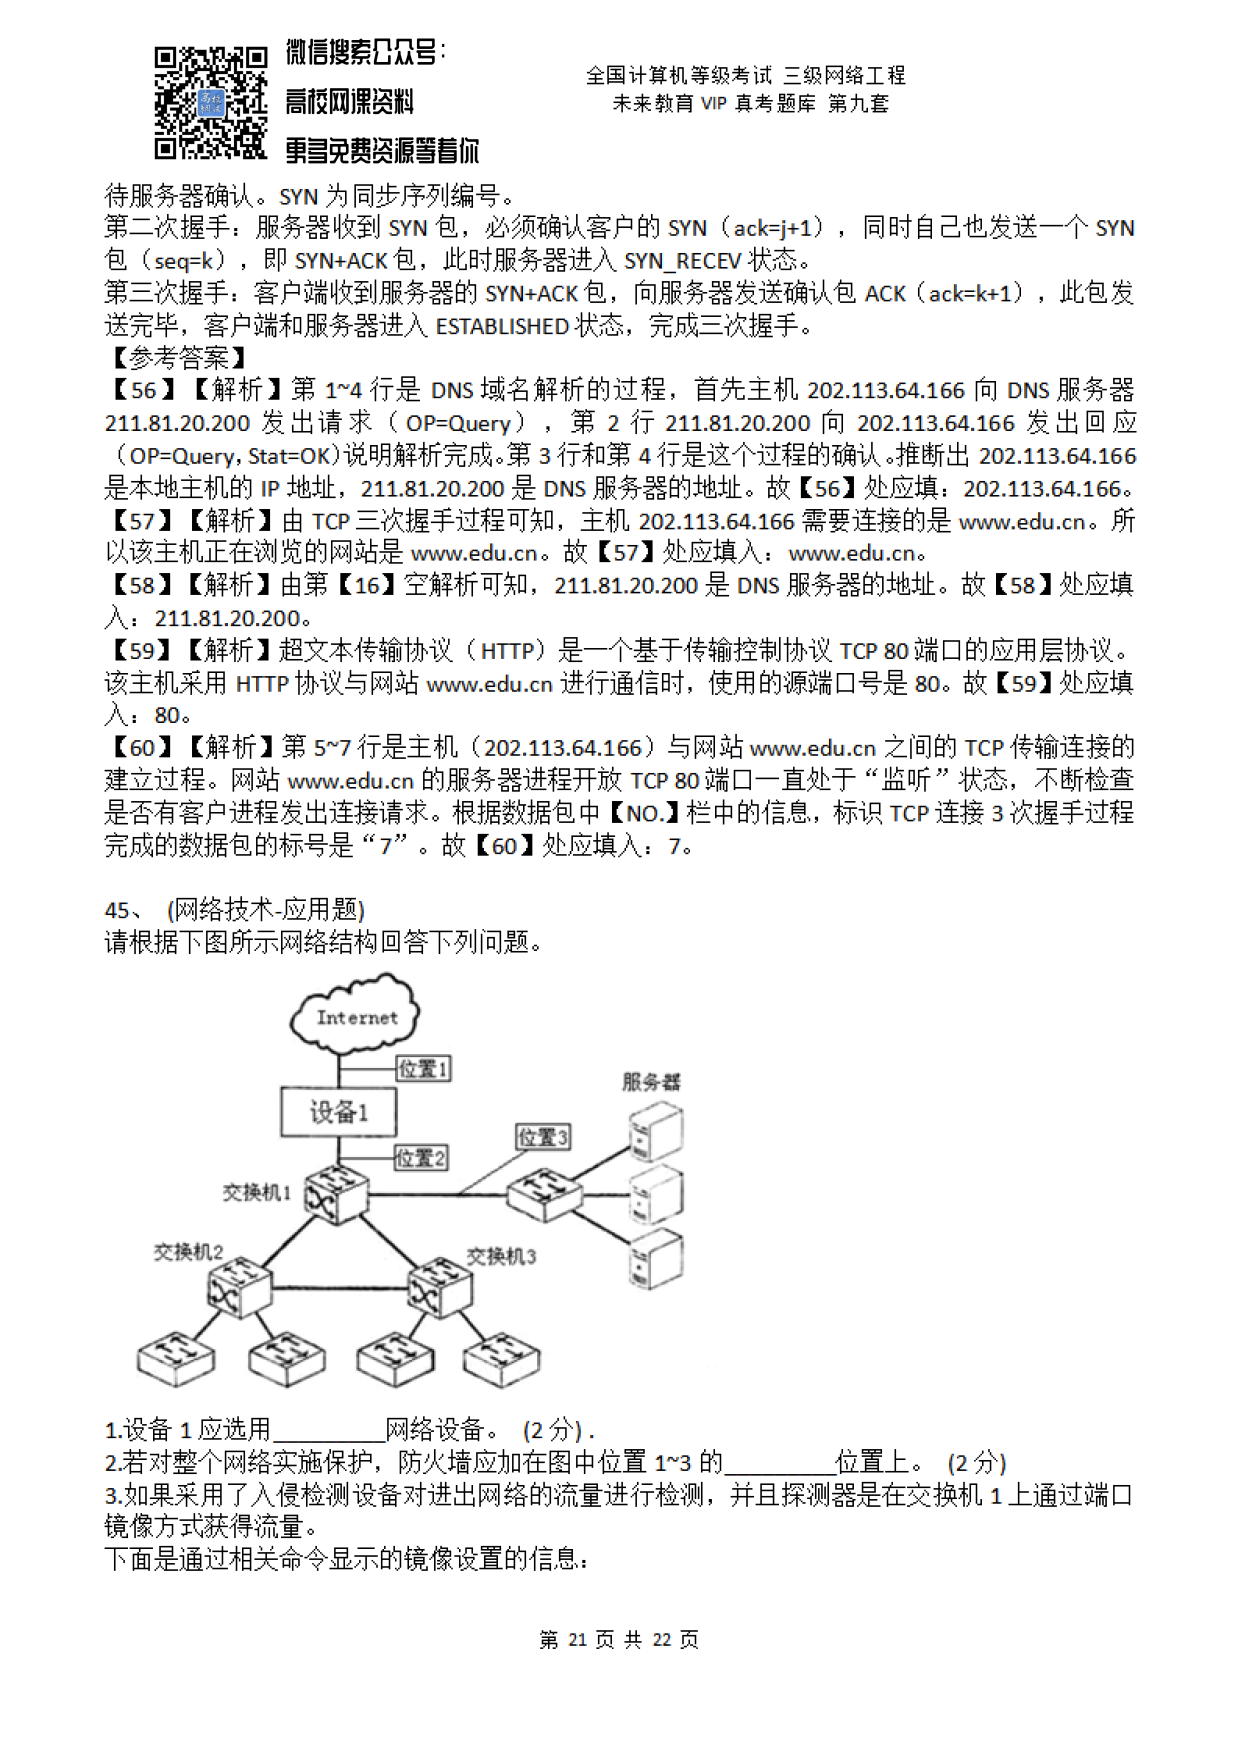 微信搜索公众号：
高校网课资料
更多免费资源等着你
高校
网课
全国计算机等级考试 三级网络工程
未来教育 VIP 真考题库 第九套
待服务器确认。SYN 为同步序列编号。
第二次握手：服务器收到 SYN 包，必须确认客户的 SYN（ack=j+1），同时自己也发送一个 SYN
包（seq=k），即 SYN+ACK 包，此时服务器进入 SYN_RECEV 状态。
第三次握手：客户端收到服务器的 SYN+ACK 包，向服务器发送确认包 ACK（ack=k+1），此包发
送完毕，客户端和服务器进入 ESTABLISHED 状态，完成三次握手。
【参考答案】
【56】【解析】第 1~4 行是 DNS 域名解析的过程，首先主机 202.113.64.166 向 DNS 服务器
211.81.20.200 发出请求（OP=Query），第 2 行 211.81.20.200 向 202.113.64.166 发出回应
（OP=Query，Stat=OK）说明解析完成。第 3 行和第 4 行是这个过程的确认。推断出 202.113.64.166
是本地主机的 IP 地址，211.81.20.200 是 DNS 服务器的地址。故【56】处应填：202.113.64.166。
【57】【解析】由 TCP 三次握手过程可知，主机 202.113.64.166 需要连接的是 www.edu.cn。所
以该主机正在浏览的网站是 www.edu.cn。故【57】处应填入：www.edu.cn。
【58】【解析】由第【16】空解析可知，211.81.20.200 是 DNS 服务器的地址。故【58】处应填
入：211.81.20.200。
【59】【解析】超文本传输协议（HTTP）是一个基于传输控制协议 TCP 80 端口的应用层协议。
该主机采用 HTTP 协议与网站 www.edu.cn 进行通信时，使用的源端口号是 80。故【59】处应填
入：80。
【60】【解析】第 5~7 行是主机（202.113.64.166）与网站 www.edu.cn 之间的 TCP 传输连接的
建立过程。网站 www.edu.cn 的服务器进程开放 TCP 80 端口一直处于“监听”状态，不断检查
是否有客户进程发出连接请求。根据数据包中【NO.】栏中的信息，标识 TCP 连接 3 次握手过程
完成的数据包的标号是“7”。故【60】处应填入：7。
45、 (网络技术-应用题)
请根据下图所示网络结构回答下列问题。
Internet
位置1
服务器
设备1
位置3
位置2
交换机1
交换机2
交换机3
1.设备 1 应选用_________网络设备。 (2 分) .
2.若对整个网络实施保护，防火墙应加在图中位置 1~3 的_________位置上。 (2 分)
3.如果采用了入侵检测设备对进出网络的流量进行检测，并且探测器是在交换机 1 上通过端口
镜像方式获得流量。
下面是通过相关命令显示的镜像设置的信息：
第 21 页 共 22 页